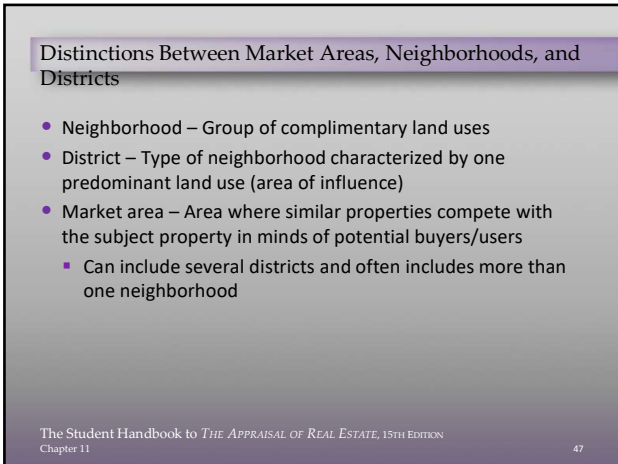 Distinctions Between Market Areas, Neighborhoods, and
Districts
• Neighborhood – Group of complimentary land uses
• District – Type of neighborhood characterized by one
predominant land use (area of influence)
• Market area – Area where similar properties compete with
the subject property in minds of potential buyers/users
▪ Can include several districts and often includes more than
one neighborhood
The Student Handbook to THE APPRAISAL OF REAL ESTATE, 15TH EDITION
Chapter 11
47